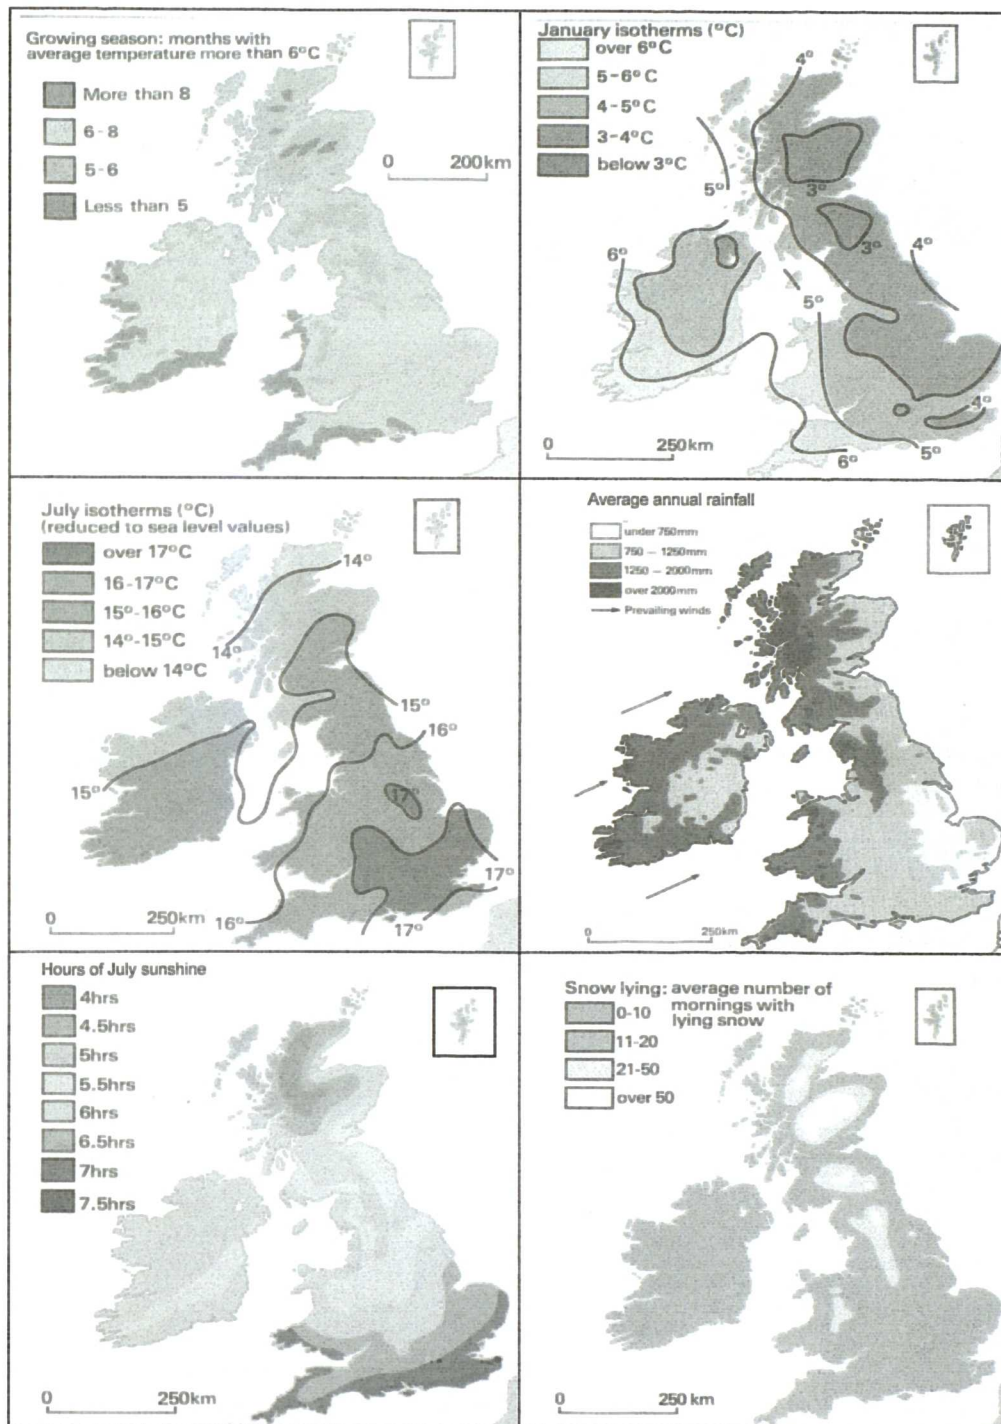 Growing season: months with
average temperature more than 6°C
More than 8
6-8
5-6
Less than 5
0 200km
January isotherms (°C)
over 6°C
5-6°C
4-5°C
3-4°C
below 3°C
4°
5°
3°
3°
4°
6°
5°
4°
5°
6°
0 250km
July isotherms (°C)
(reduced to sea level values)
over 17°C
16-17°C
15°-16°C
14°-15°C
below 14°C
14°
14°
15°
16°
15°
17°
17°
16°
17°
0 250km
Average annual rainfall
under 750mm
750 - 1250mm
1250 - 2000mm
over 2000mm
Prevailing winds
0 250km
Hours of July sunshine
4hrs
4.5hrs
5hrs
5.5hrs
6hrs
6.5hrs
7hrs
7.5hrs
0 250km
Snow lying: average number of
mornings with
lying snow
0-10
11-20
21-50
over 50
0 250km